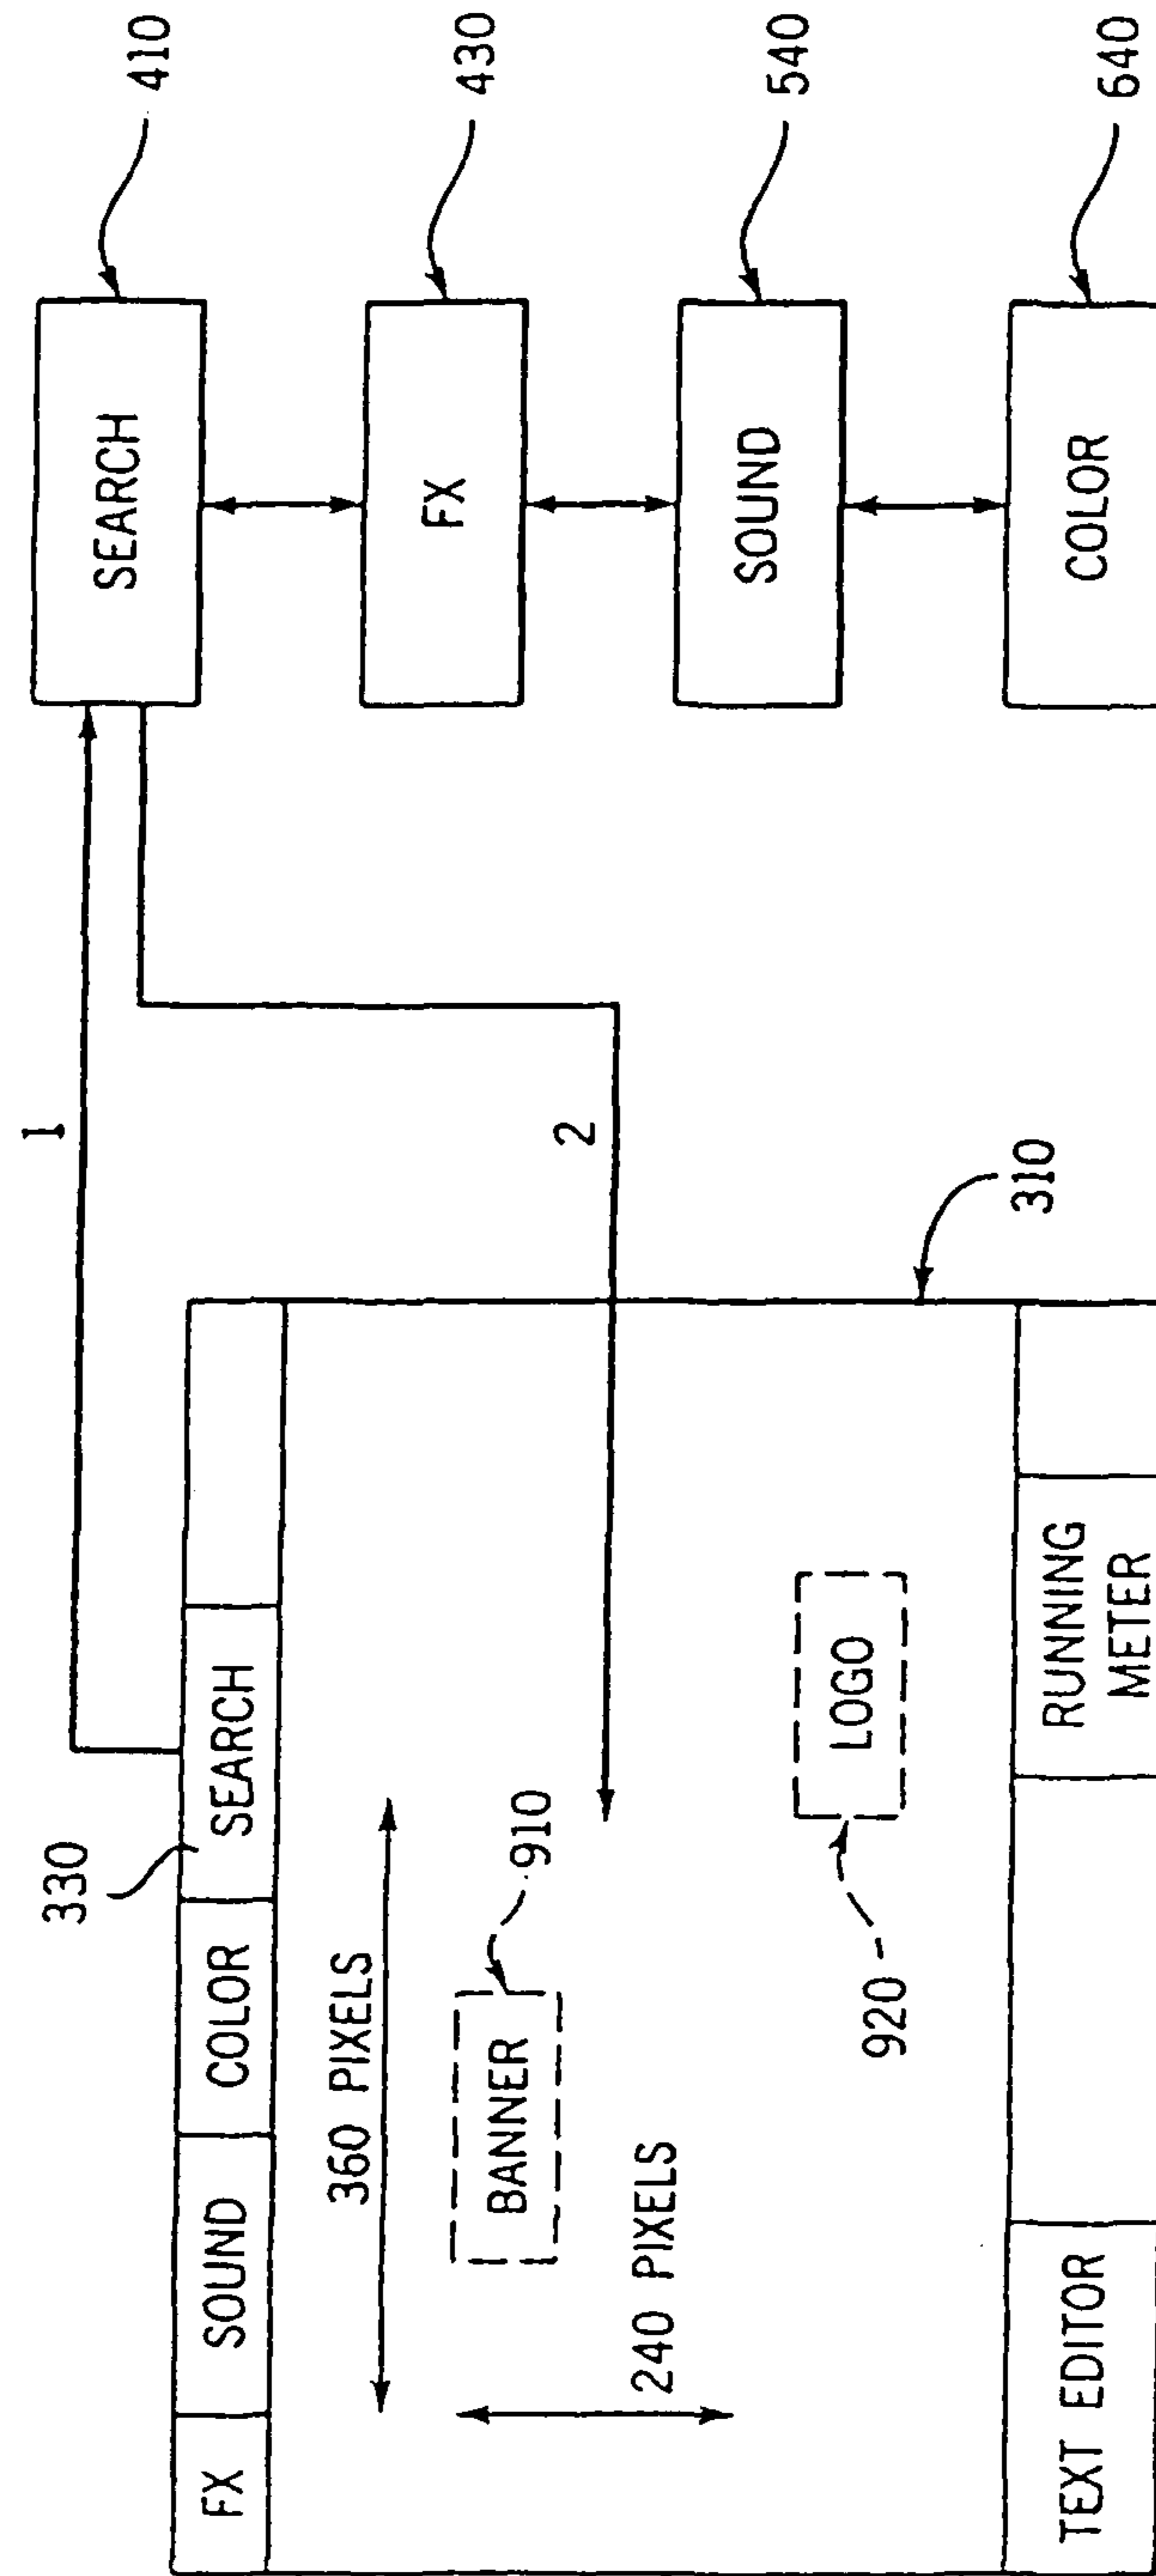 1
330
FX
SOUND
COLOR
SEARCH
360 PIXELS
BANNER
910
240 PIXELS
2
LOGO
920
310
TEXT EDITOR
RUNNING
METER
SEARCH
410
FX
430
SOUND
540
COLOR
640